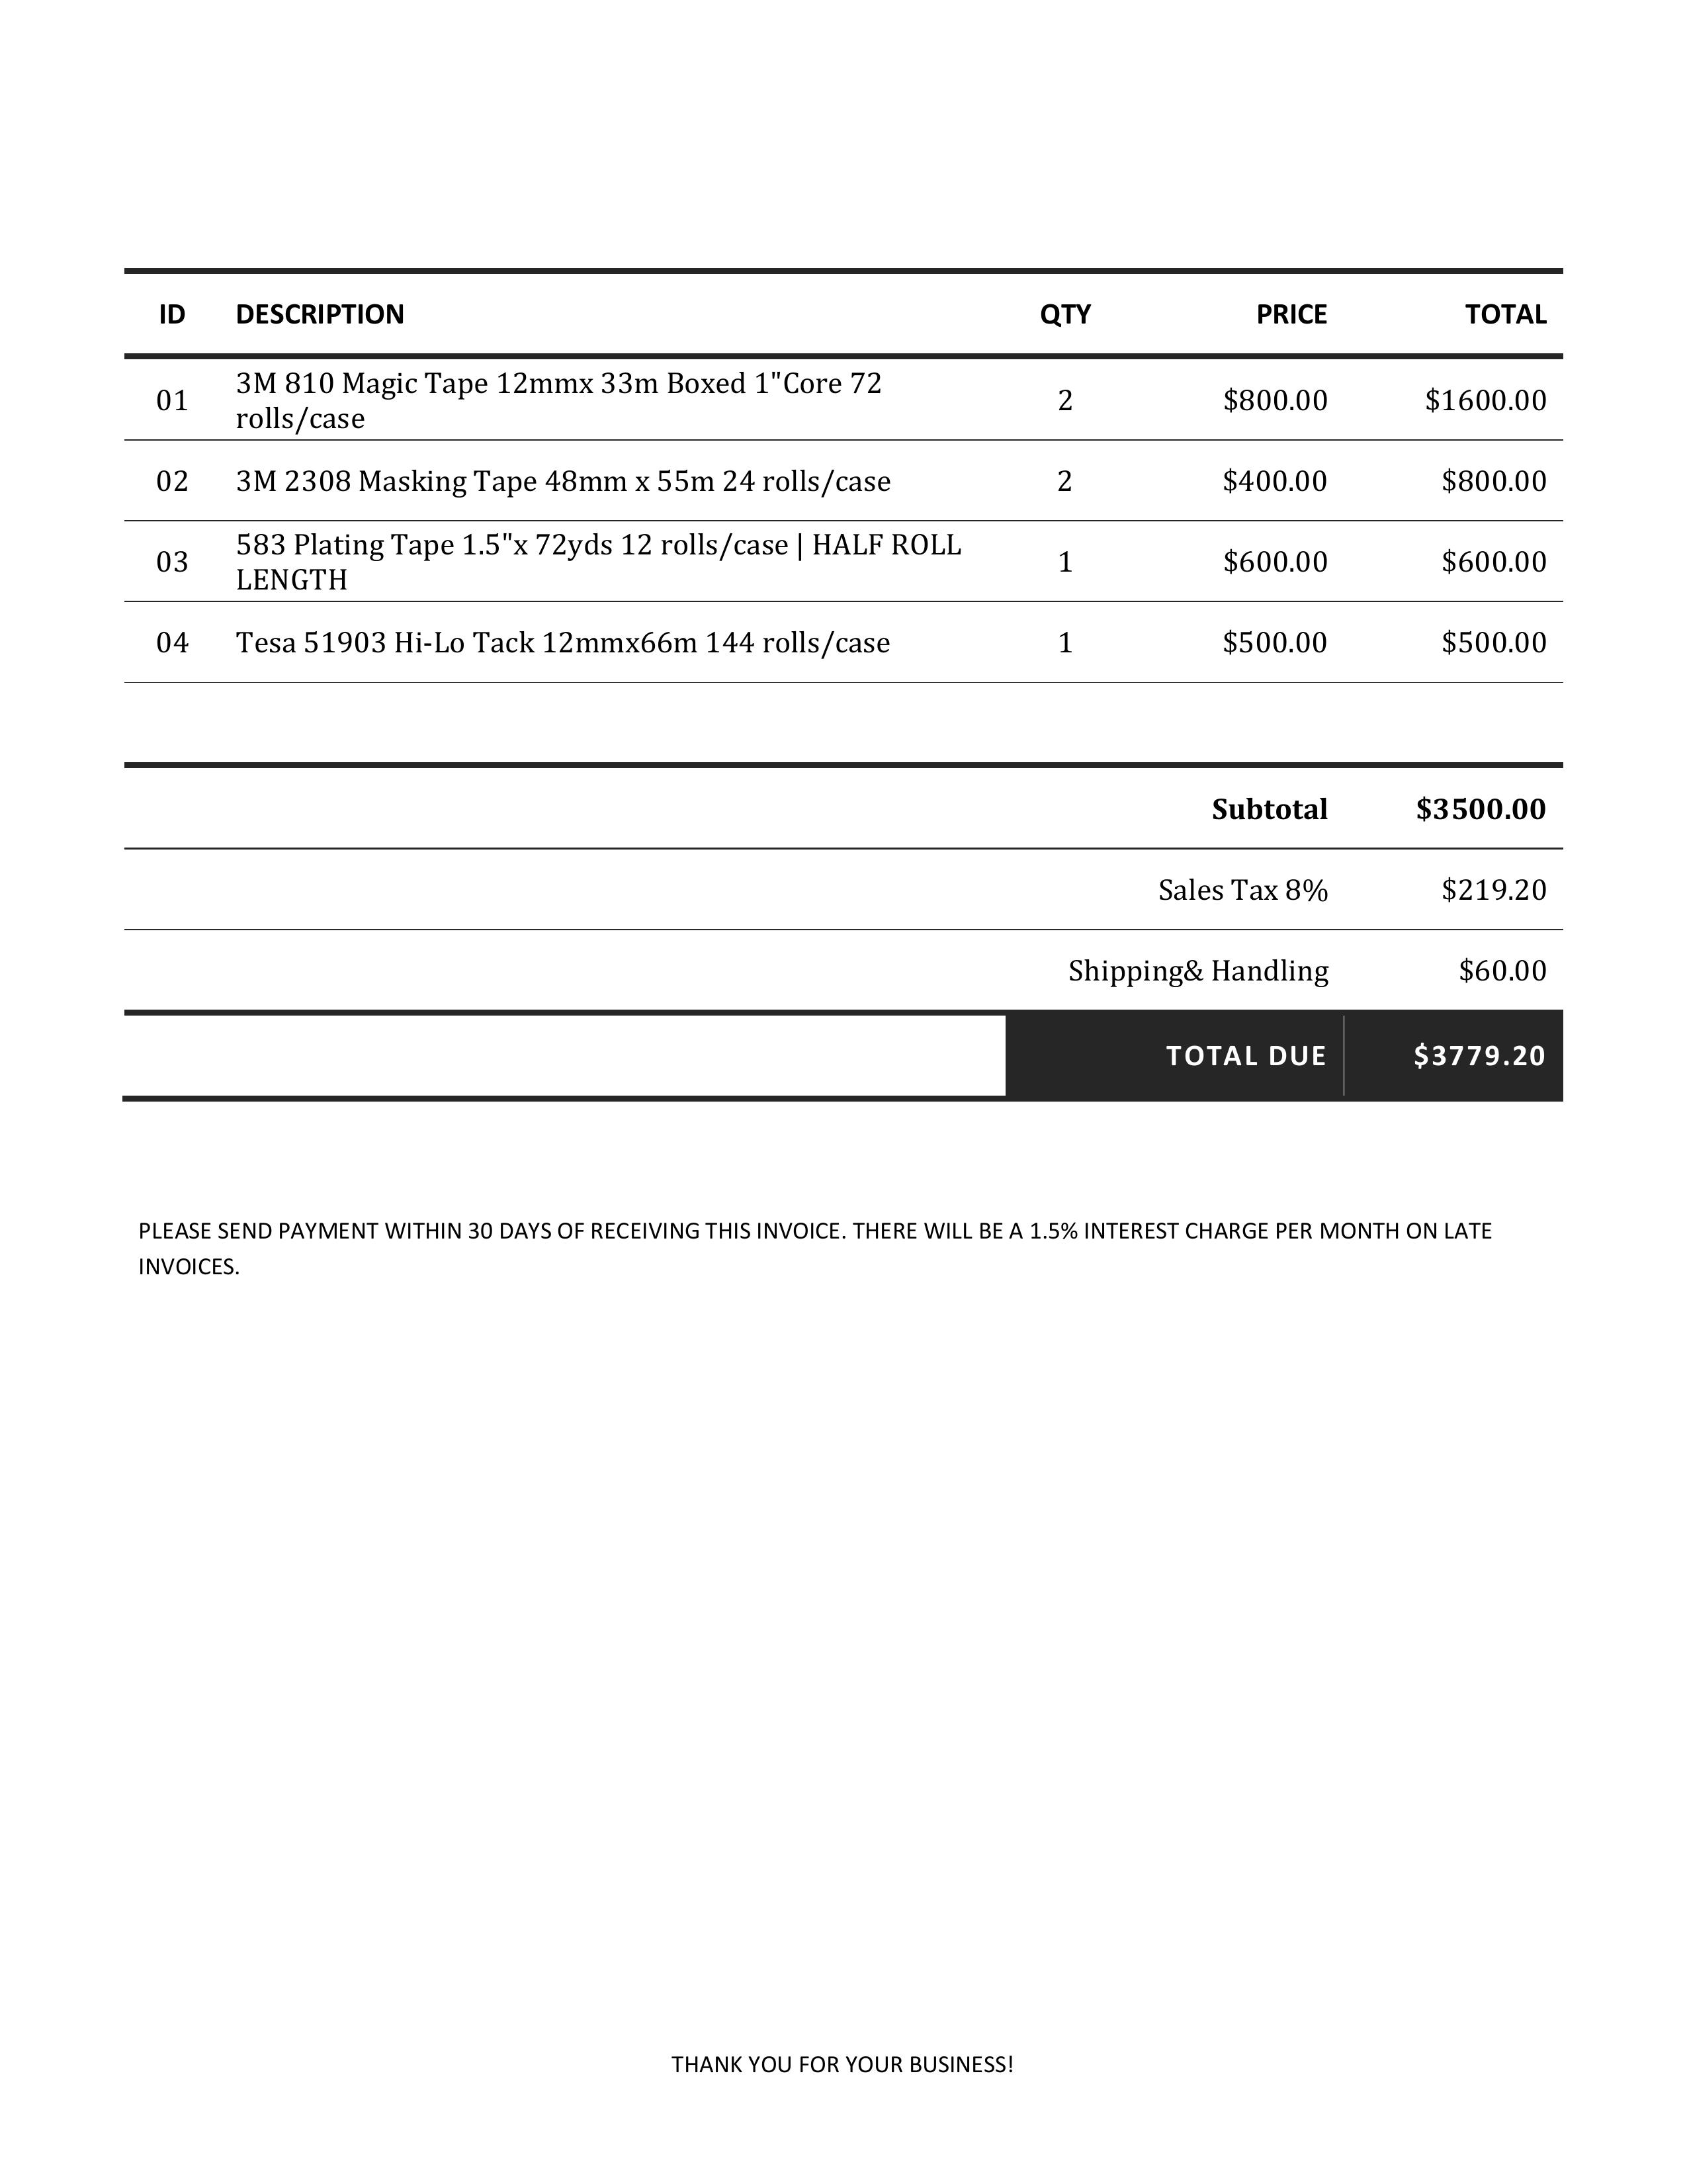 ID DESCRIPTION QTY PRICE TOTAL
01 3M 810 Magic Tape 12mmx 33m Boxed 1"Core 72
rolls/case 2 $800.00 $1600.00
02 3M 2308 Masking Tape 48mm x 55m 24 rolls/case 2 $400.00 $800.00
03 583 Plating Tape 1.5"x 72yds 12 rolls/case | HALF ROLL
LENGTH 1 $600.00 $600.00
04 Tesa 51903 Hi-Lo Tack 12mmx66m 144 rolls/case 1 $500.00 $500.00
Subtotal $3500.00
Sales Tax 8% $219.20
Shipping& Handling $60.00
TOTAL DUE $3779.20
PLEASE SEND PAYMENT WITHIN 30 DAYS OF RECEIVING THIS INVOICE. THERE WILL BE A 1.5% INTEREST CHARGE PER MONTH ON LATE
INVOICES.
THANK YOU FOR YOUR BUSINESS!